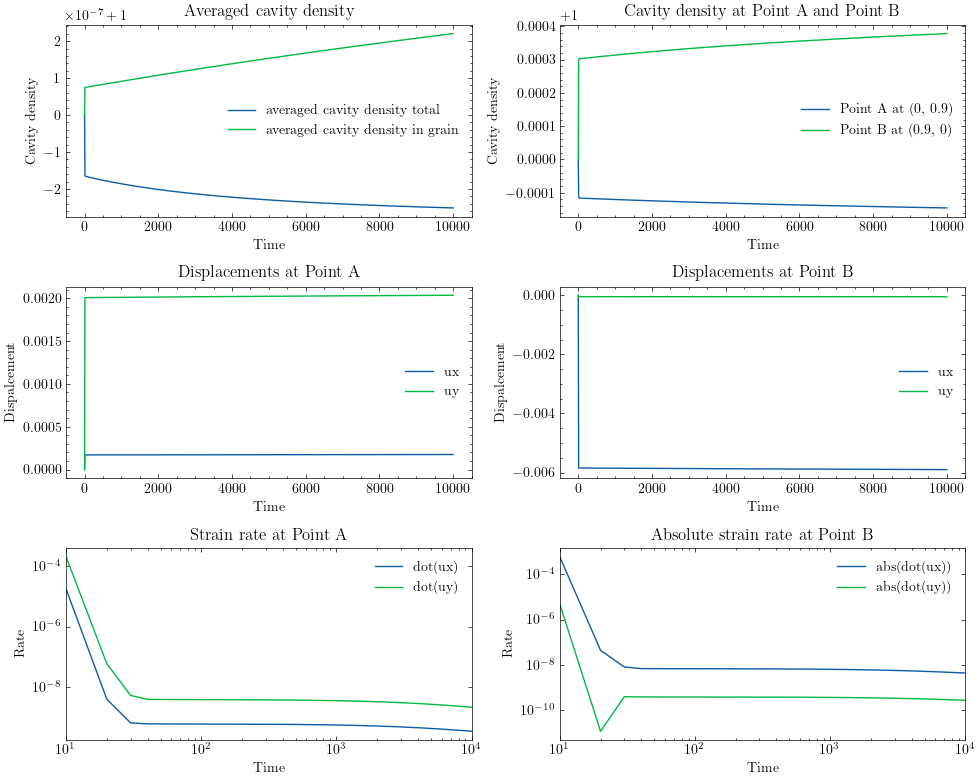 Averaged cavity density
×10⁻⁷ + 1
Cavity density
2
1
0
−1
−2
averaged cavity density total
averaged cavity density in grain
0 2000 4000 6000 8000 10000
Time
Cavity density at Point A and Point B
+1
Cavity density
0.0004
0.0003
0.0002
0.0001
0.0000
−0.0001
Point A at (0, 0.9)
Point B at (0.9, 0)
0 2000 4000 6000 8000 10000
Time
Displacements at Point A
Dispalcement
0.0020
0.0015
0.0010
0.0005
0.0000
ux
uy
0 2000 4000 6000 8000 10000
Time
Displacements at Point B
Dispalcement
0.000
−0.002
−0.004
−0.006
ux
uy
0 2000 4000 6000 8000 10000
Time
Strain rate at Point A
Rate
10⁻⁴
10⁻⁶
10⁻⁸
dot(ux)
dot(uy)
10¹ 10² 10³ 10⁴
Time
Absolute strain rate at Point B
Rate
10⁻⁴
10⁻⁶
10⁻⁸
10⁻¹⁰
abs(dot(ux))
abs(dot(uy))
10¹ 10² 10³ 10⁴
Time